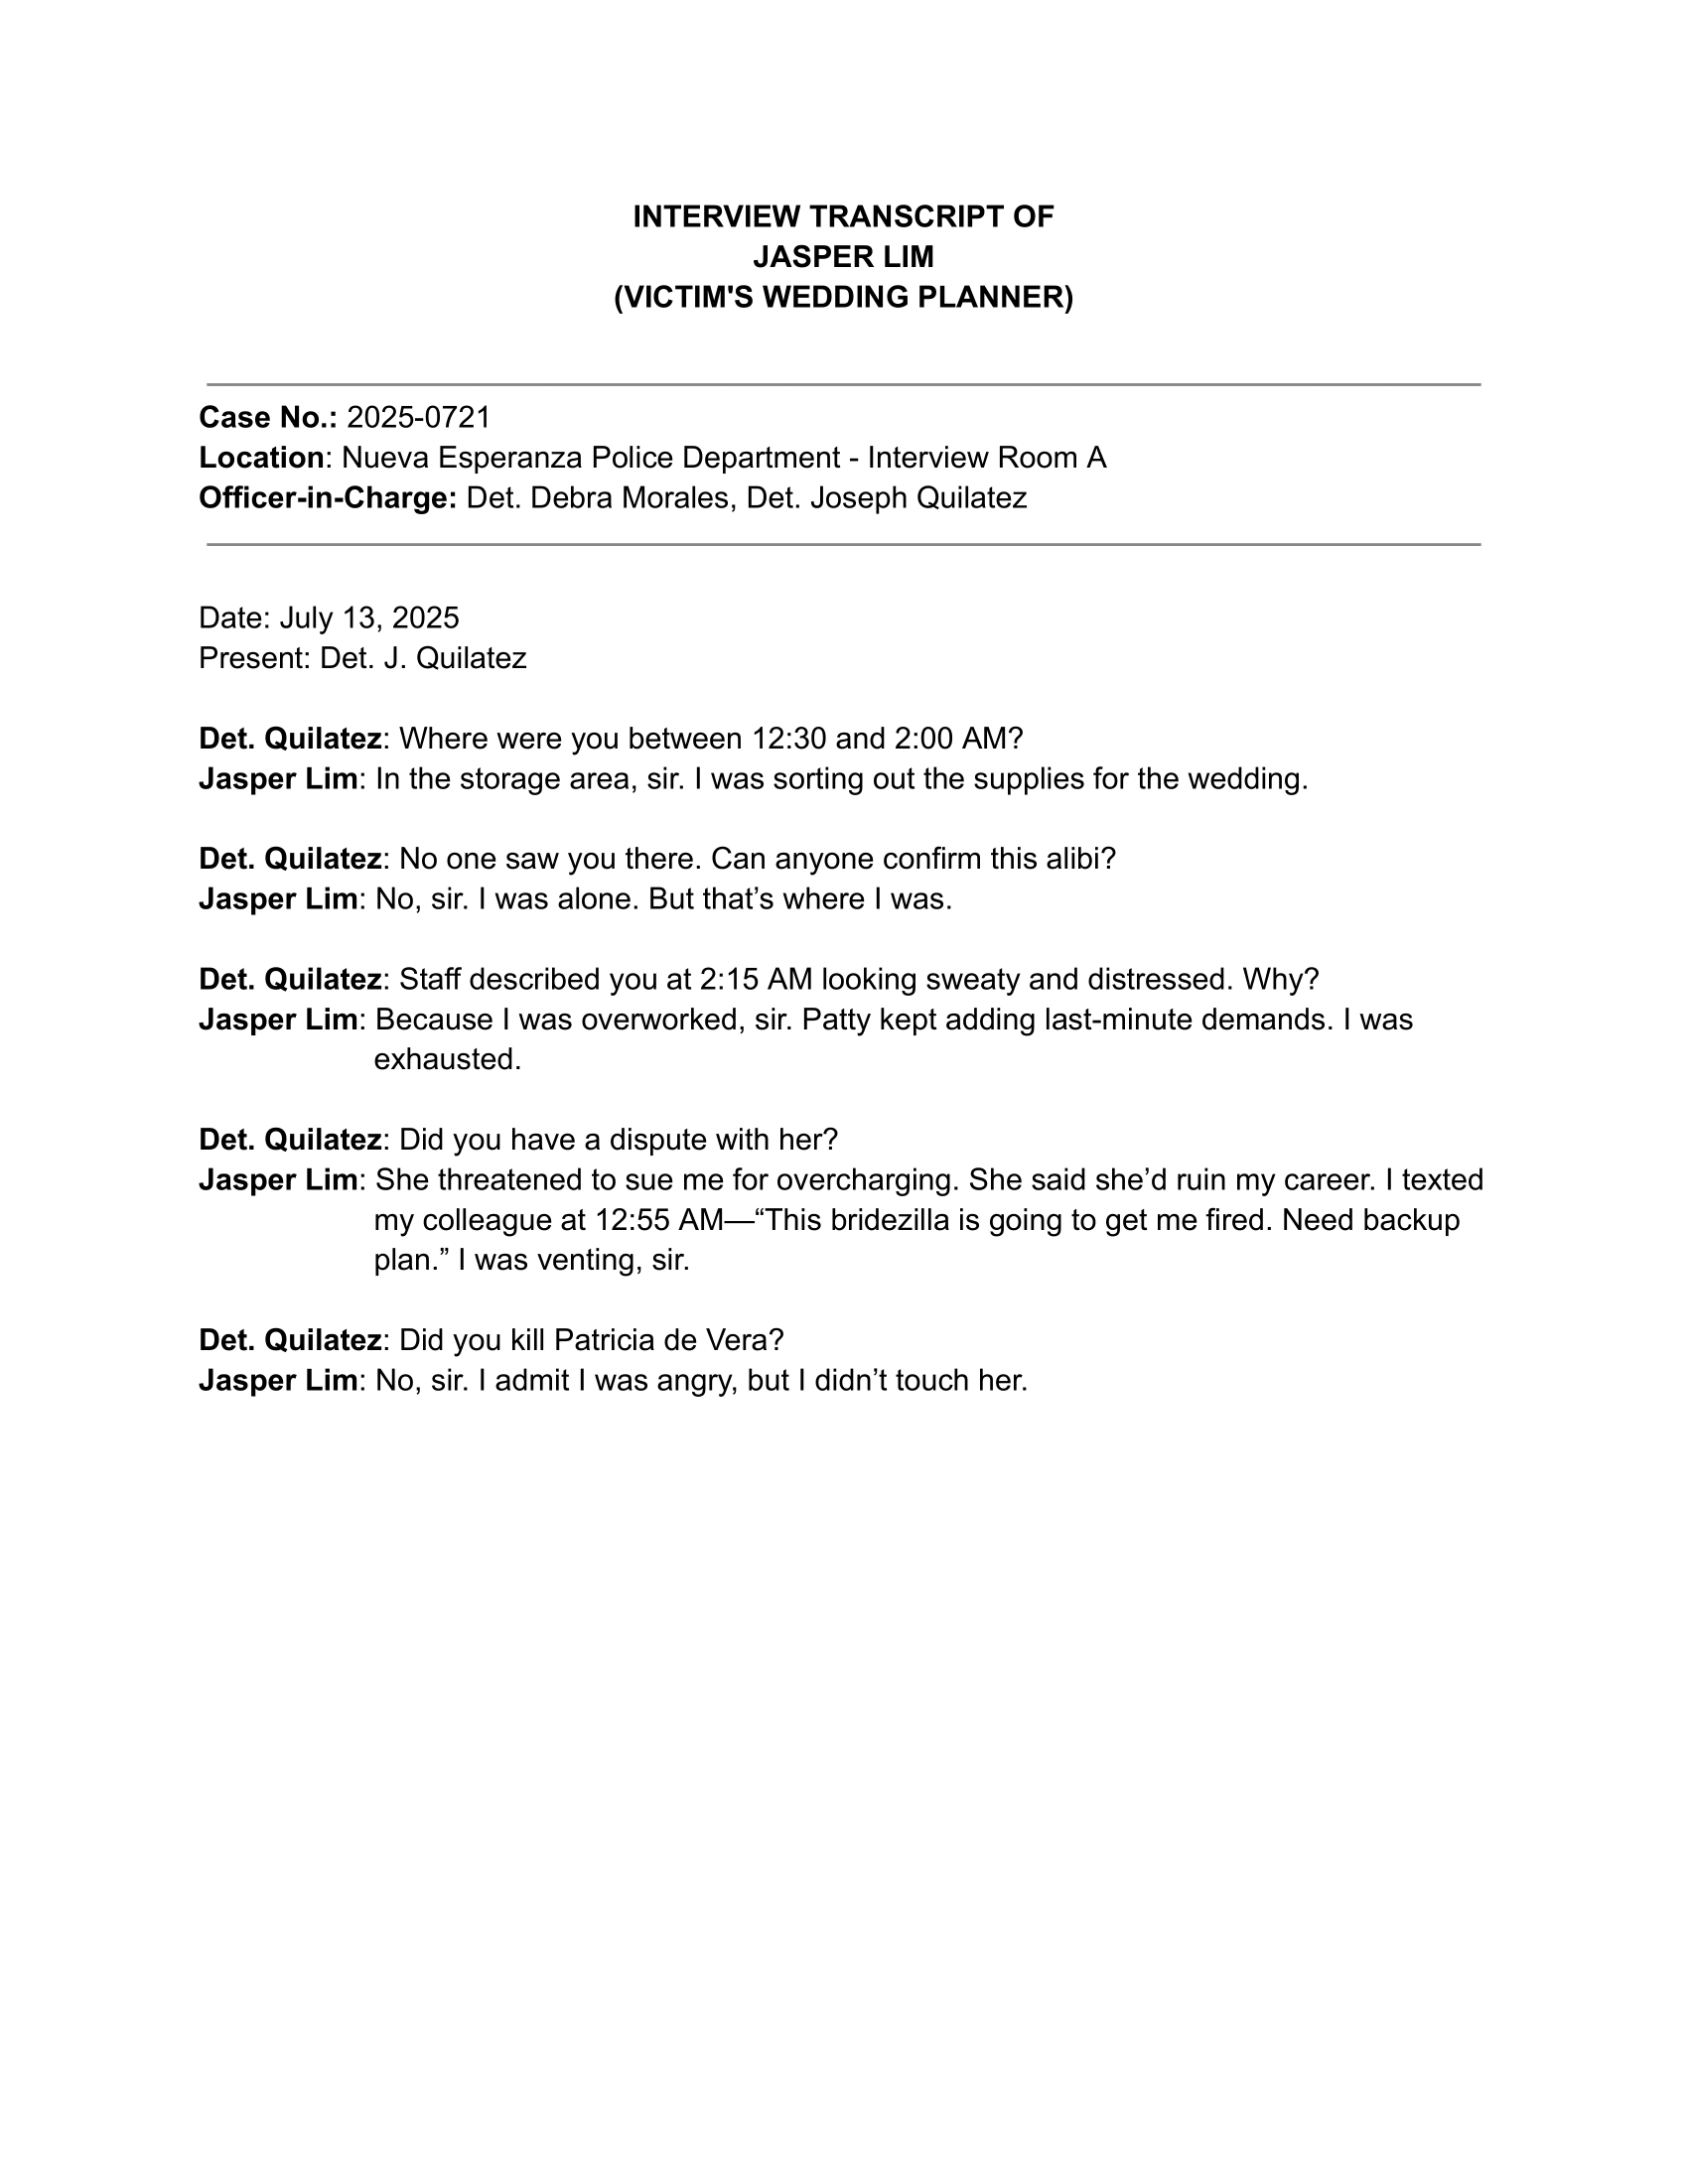 INTERVIEW TRANSCRIPT OF
JASPER LIM
(VICTIM'S WEDDING PLANNER)
Case No.: 2025-0721
Location: Nueva Esperanza Police Department - Interview Room A
Officer-in-Charge: Det. Debra Morales, Det. Joseph Quilatez
Date: July 13, 2025
Present: Det. J. Quilatez
Det. Quilatez: Where were you between 12:30 and 2:00 AM?
Jasper Lim: In the storage area, sir. I was sorting out the supplies for the wedding.
Det. Quilatez: No one saw you there. Can anyone confirm this alibi?
Jasper Lim: No, sir. I was alone. But that’s where I was.
Det. Quilatez: Staff described you at 2:15 AM looking sweaty and distressed. Why?
Jasper Lim: Because I was overworked, sir. Patty kept adding last-minute demands. I was
exhausted.
Det. Quilatez: Did you have a dispute with her?
Jasper Lim: She threatened to sue me for overcharging. She said she’d ruin my career. I texted
my colleague at 12:55 AM—“This bridezilla is going to get me fired. Need backup
plan.” I was venting, sir.
Det. Quilatez: Did you kill Patricia de Vera?
Jasper Lim: No, sir. I admit I was angry, but I didn’t touch her.